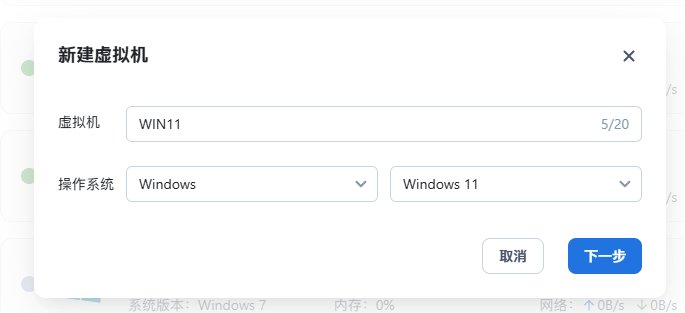 新建虚拟机
虚拟机 WIN11 5/20
操作系统 Windows Windows 11
取消 下一步
/s
/s
系统版本：Windows 7 内存：0% 网络：↑0B/s ↓0B/s